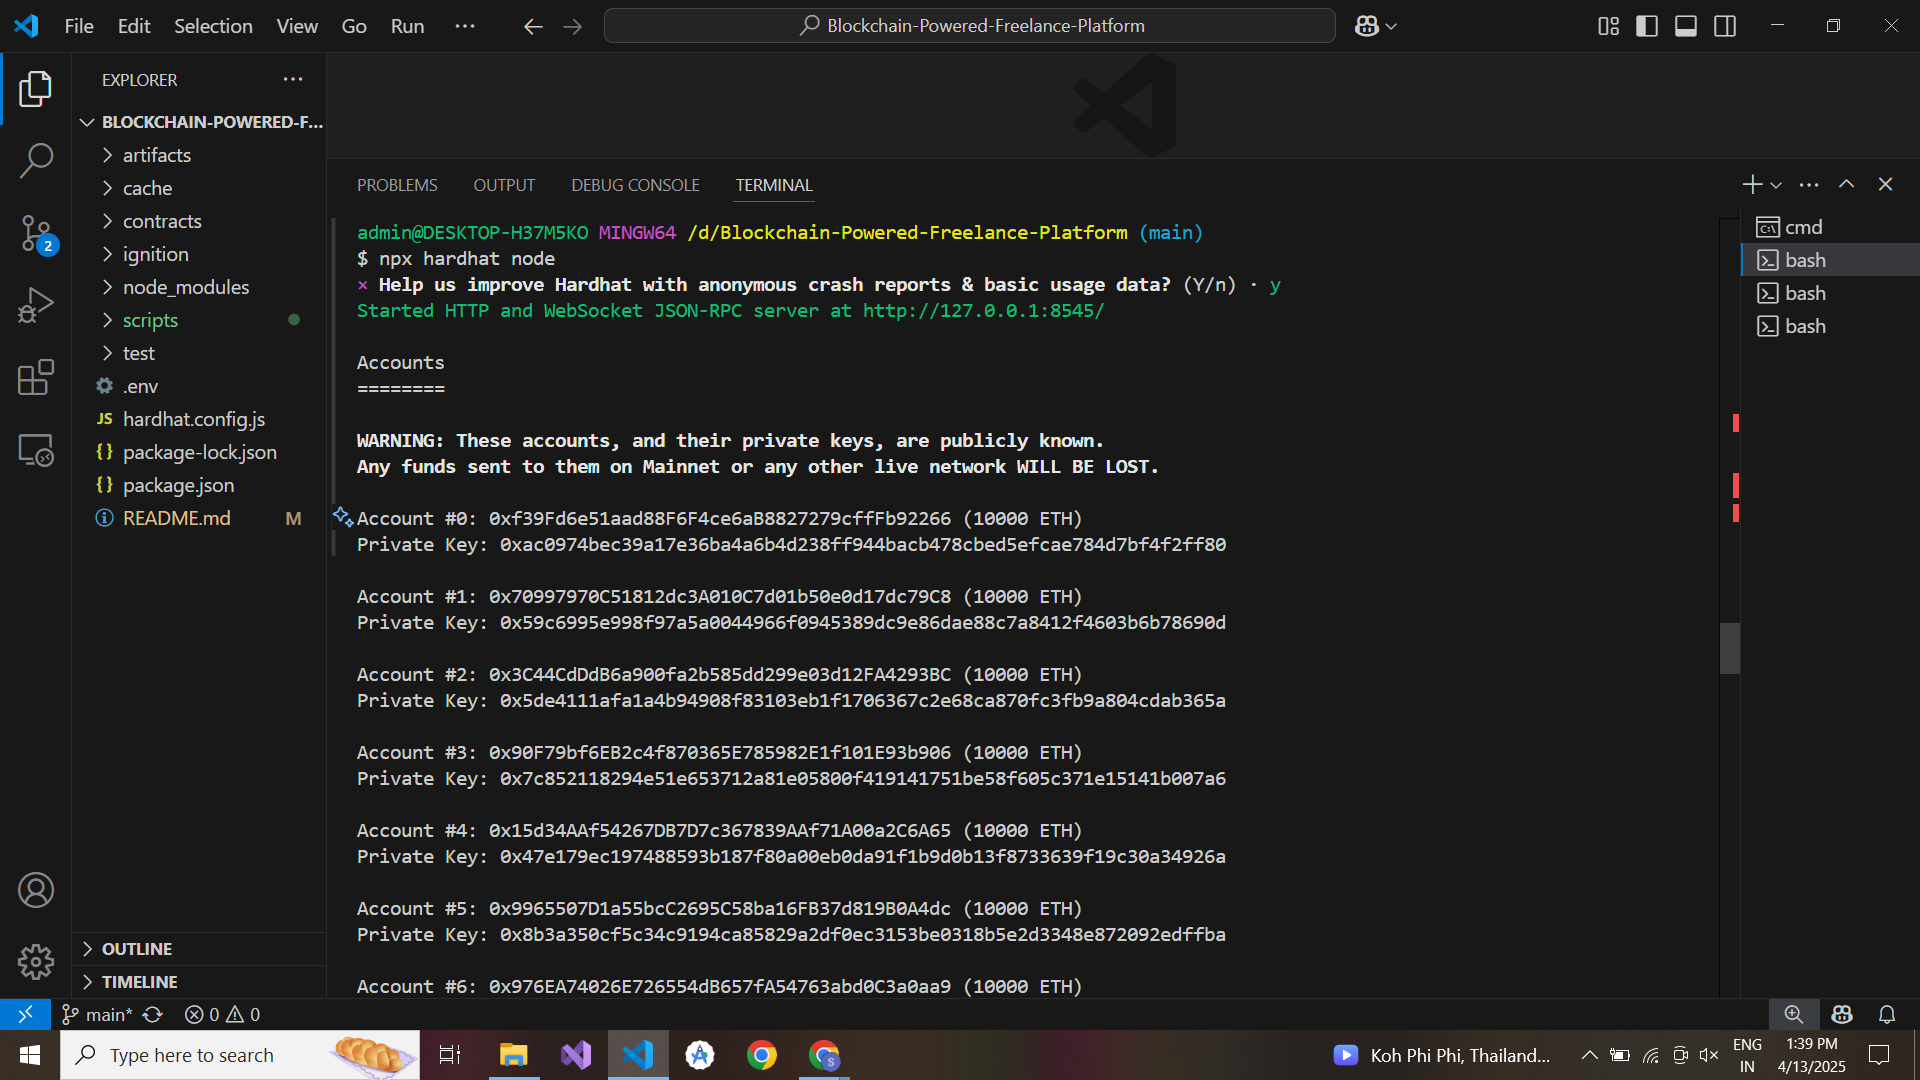 File Edit Selection View Go Run ···
Blockchain-Powered-Freelance-Platform
EXPLORER
BLOCKCHAIN-POWERED-F...
artifacts
cache
contracts
ignition
node_modules
scripts
test
.env
JS hardhat.config.js
{} package-lock.json
{} package.json
README.md M
2
OUTLINE
TIMELINE
PROBLEMS OUTPUT DEBUG CONSOLE TERMINAL
admin@DESKTOP-H37M5KO MINGW64 /d/Blockchain-Powered-Freelance-Platform (main)
$ npx hardhat node
× Help us improve Hardhat with anonymous crash reports & basic usage data? (Y/n) · y
Started HTTP and WebSocket JSON-RPC server at http://127.0.0.1:8545/
Accounts
========
WARNING: These accounts, and their private keys, are publicly known.
Any funds sent to them on Mainnet or any other live network WILL BE LOST.
Account #0: 0xf39Fd6e51aad88F6F4ce6aB8827279cffFb92266 (10000 ETH)
Private Key: 0xac0974bec39a17e36ba4a6b4d238ff944bacb478cbed5efcae784d7bf4f2ff80
Account #1: 0x70997970C51812dc3A010C7d01b50e0d17dc79C8 (10000 ETH)
Private Key: 0x59c6995e998f97a5a0044966f0945389dc9e86dae88c7a8412f4603b6b78690d
Account #2: 0x3C44CdDdB6a900fa2b585dd299e03d12FA4293BC (10000 ETH)
Private Key: 0x5de4111afa1a4b94908f83103eb1f1706367c2e68ca870fc3fb9a804cdab365a
Account #3: 0x90F79bf6EB2c4f870365E785982E1f101E93b906 (10000 ETH)
Private Key: 0x7c852118294e51e653712a81e05800f419141751be58f605c371e15141b007a6
Account #4: 0x15d34AAf54267DB7D7c367839AAf71A00a2C6A65 (10000 ETH)
Private Key: 0x47e179ec197488593b187f80a00eb0da91f1b9d0b13f8733639f19c30a34926a
Account #5: 0x9965507D1a55bcC2695C58ba16FB37d819B0A4dc (10000 ETH)
Private Key: 0x8b3a350cf5c34c9194ca85829a2df0ec3153be0318b5e2d3348e872092edffba
Account #6: 0x976EA74026E726554dB657fA54763abd0C3a0aa9 (10000 ETH)
cmd
bash
bash
bash
main* 0 0
Type here to search
Koh Phi Phi, Thailand...
ENG
IN
1:39 PM
4/13/2025